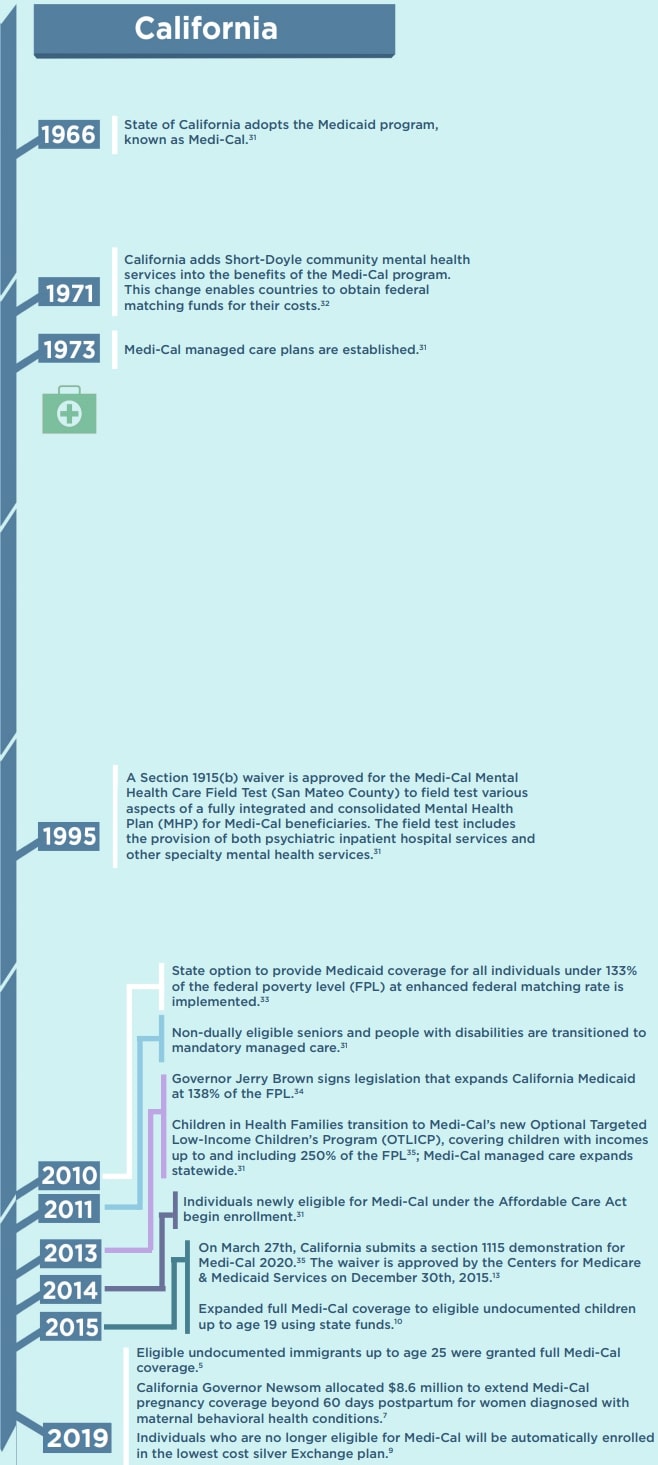 California
1966
State of California adopts the Medicaid program,
known as Medi-Cal.³¹
1971
California adds Short-Doyle community mental health
services into the benefits of the Medi-Cal program.
This change enables countries to obtain federal
matching funds for their costs.³²
1973
Medi-Cal managed care plans are established.³¹
1995
A Section 1915(b) waiver is approved for the Medi-Cal Mental
Health Care Field Test (San Mateo County) to field test various
aspects of a fully integrated and consolidated Mental Health
Plan (MHP) for Medi-Cal beneficiaries. The field test includes
the provision of both psychiatric inpatient hospital services and
other specialty mental health services.³¹
2010
State option to provide Medicaid coverage for all individuals under 133%
of the federal poverty level (FPL) at enhanced federal matching rate is
implemented.³³
2011
Non-dually eligible seniors and people with disabilities are transitioned to
mandatory managed care.³¹
2013
Governor Jerry Brown signs legislation that expands California Medicaid
at 138% of the FPL.³⁴
Children in Health Families transition to Medi-Cal's new Optional Targeted
Low-Income Children's Program (OTLICP), covering children with incomes
up to and including 250% of the FPL³⁵; Medi-Cal managed care expands
statewide.³¹
2014
Individuals newly eligible for Medi-Cal under the Affordable Care Act
begin enrollment.³¹
2015
On March 27th, California submits a section 1115 demonstration for
Medi-Cal 2020.³⁵ The waiver is approved by the Centers for Medicare
& Medicaid Services on December 30th, 2015.¹³
Expanded full Medi-Cal coverage to eligible undocumented children
up to age 19 using state funds.¹⁰
2019
Eligible undocumented immigrants up to age 25 were granted full Medi-Cal
coverage.⁵
California Governor Newsom allocated $8.6 million to extend Medi-Cal
pregnancy coverage beyond 60 days postpartum for women diagnosed with
maternal behavioral health conditions.⁷
Individuals who are no longer eligible for Medi-Cal will be automatically enrolled
in the lowest cost silver Exchange plan.⁹